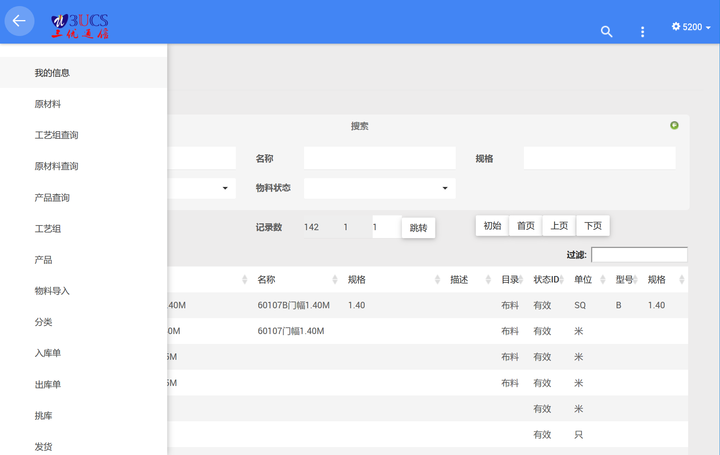 3UCS
三优通信
5200
我的信息
原材料
工艺组查询
原材料查询
产品查询
工艺组
产品
物料导入
分类
入库单
出库单
挑库
发货
搜索
名称
规格
物料状态
记录数 142 1 1 跳转 初始 首页 上页 下页
过滤:
名称 规格 描述 目录 状态ID 单位 型号 规格
.40M 60107B门幅1.40M 1.40 布料 有效 SQ B 1.40
0M 60107门幅1.40M 布料 有效 米
5M 布料 有效 米
5M 布料 有效 米
有效 米
有效 只